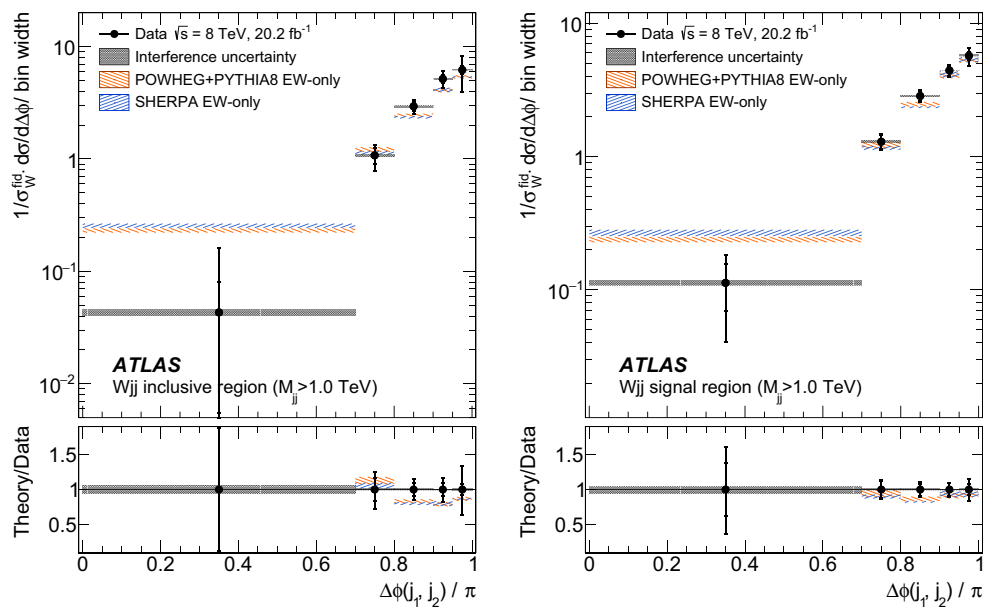 1/σ_W^fid. dσ/dΔϕ/ bin width
10
1
10⁻¹
10⁻²
Data √s = 8 TeV, 20.2 fb⁻¹
Interference uncertainty
POWHEG+PYTHIA8 EW-only
SHERPA EW-only
ATLAS
Wjj inclusive region (M_jj>1.0 TeV)
Theory/Data
1.5
1
0.5
0 0.2 0.4 0.6 0.8 1
Δϕ(j₁, j₂) / π
1/σ_W^fid. dσ/dΔϕ/ bin width
10
1
10⁻¹
Data √s = 8 TeV, 20.2 fb⁻¹
Interference uncertainty
POWHEG+PYTHIA8 EW-only
SHERPA EW-only
ATLAS
Wjj signal region (M_jj>1.0 TeV)
Theory/Data
1.5
1
0.5
0 0.2 0.4 0.6 0.8 1
Δϕ(j₁, j₂) / π